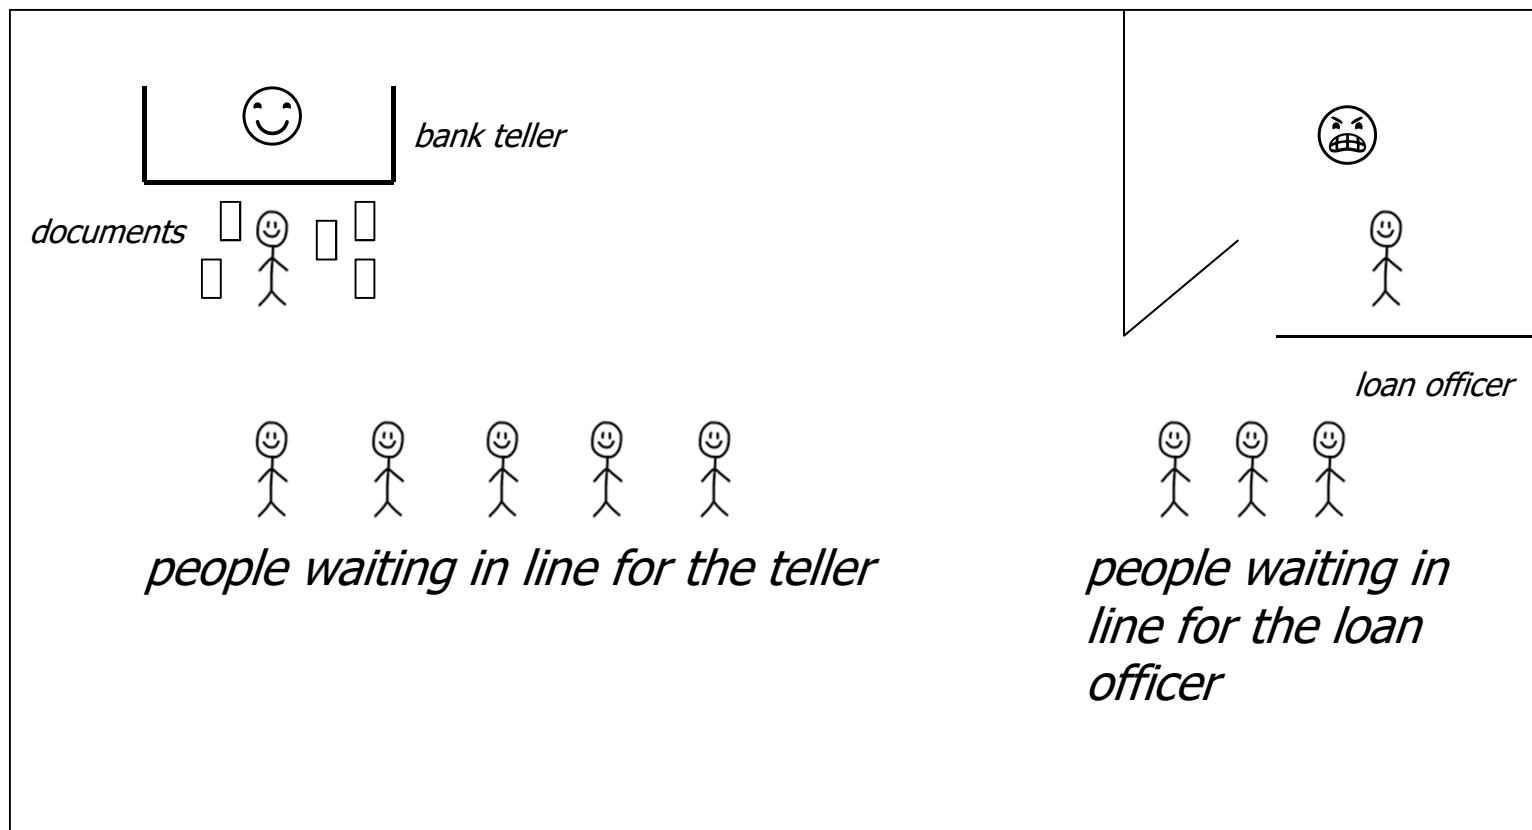 bank teller
documents
loan officer
people waiting in line for the teller
people waiting in
line for the loan
officer